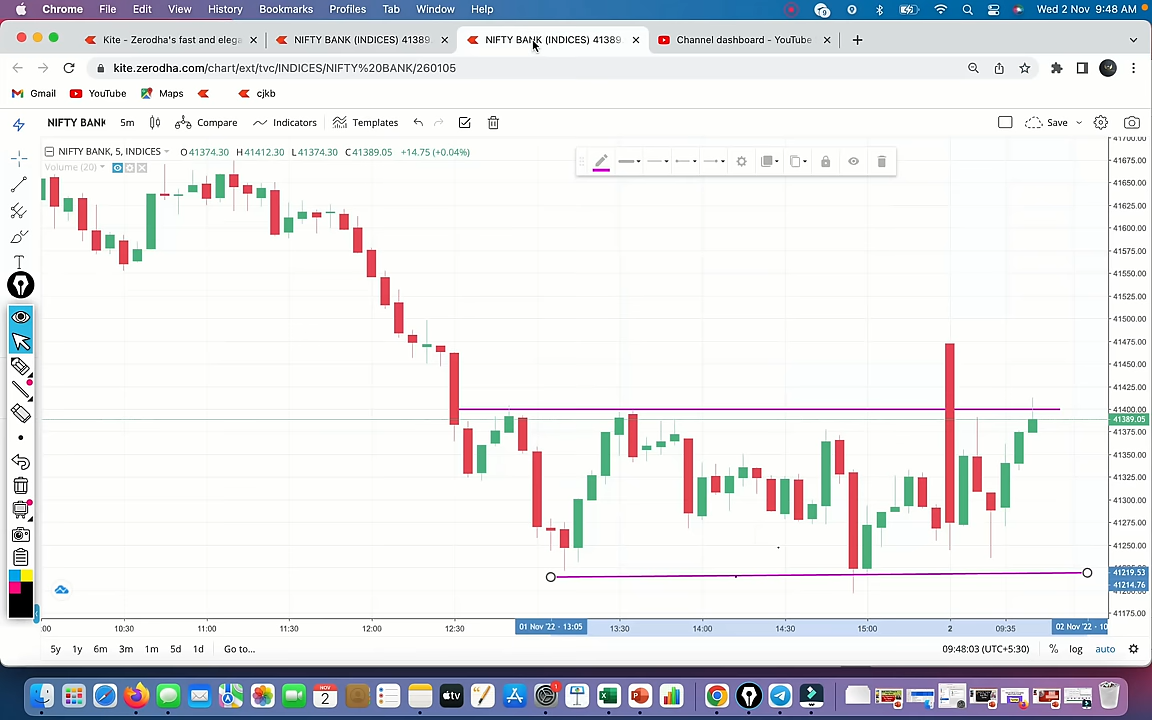 Chrome File Edit View History Bookmarks Profiles Tab Window Help Wed 2 Nov 9:48 AM
Kite - Zerodha's fast and elega NIFTY BANK (INDICES) 41389. NIFTY BANK (INDICES) 41389 Channel dashboard - YouTube
kite.zerodha.com/chart/ext/tvc/INDICES/NIFTY%20BANK/260105
Gmail YouTube Maps cjkb
NIFTY BANK 5m Compare Indicators Templates Save
NIFTY BANK, 5, INDICES O41374.30 H41412.30 L41374.30 C41389.05 +14.75 (+0.04%)
Volume (20)
41700.00
41675.00
41650.00
41625.00
41600.00
41575.00
41550.00
41525.00
41500.00
41475.00
41450.00
41425.00
41400.00
41389.05
41375.00
41350.00
41325.00
41300.00
41275.00
41250.00
41219.53
41214.76
41175.00
:00 10:30 11:00 11:30 12:00 12:30 01 Nov '22 - 13:05 13:30 14:00 14:30 15:00 2 09:35 02 Nov '22 - 10
5y 1y 6m 3m 1m 5d 1d Go to... 09:48:03 (UTC+5:30) % log auto
NOV
2
tv
1